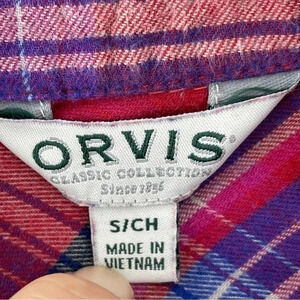 ORVIS®
CLASSIC COLLECTION
Since 1856
S/CH
MADE IN
VIETNAM